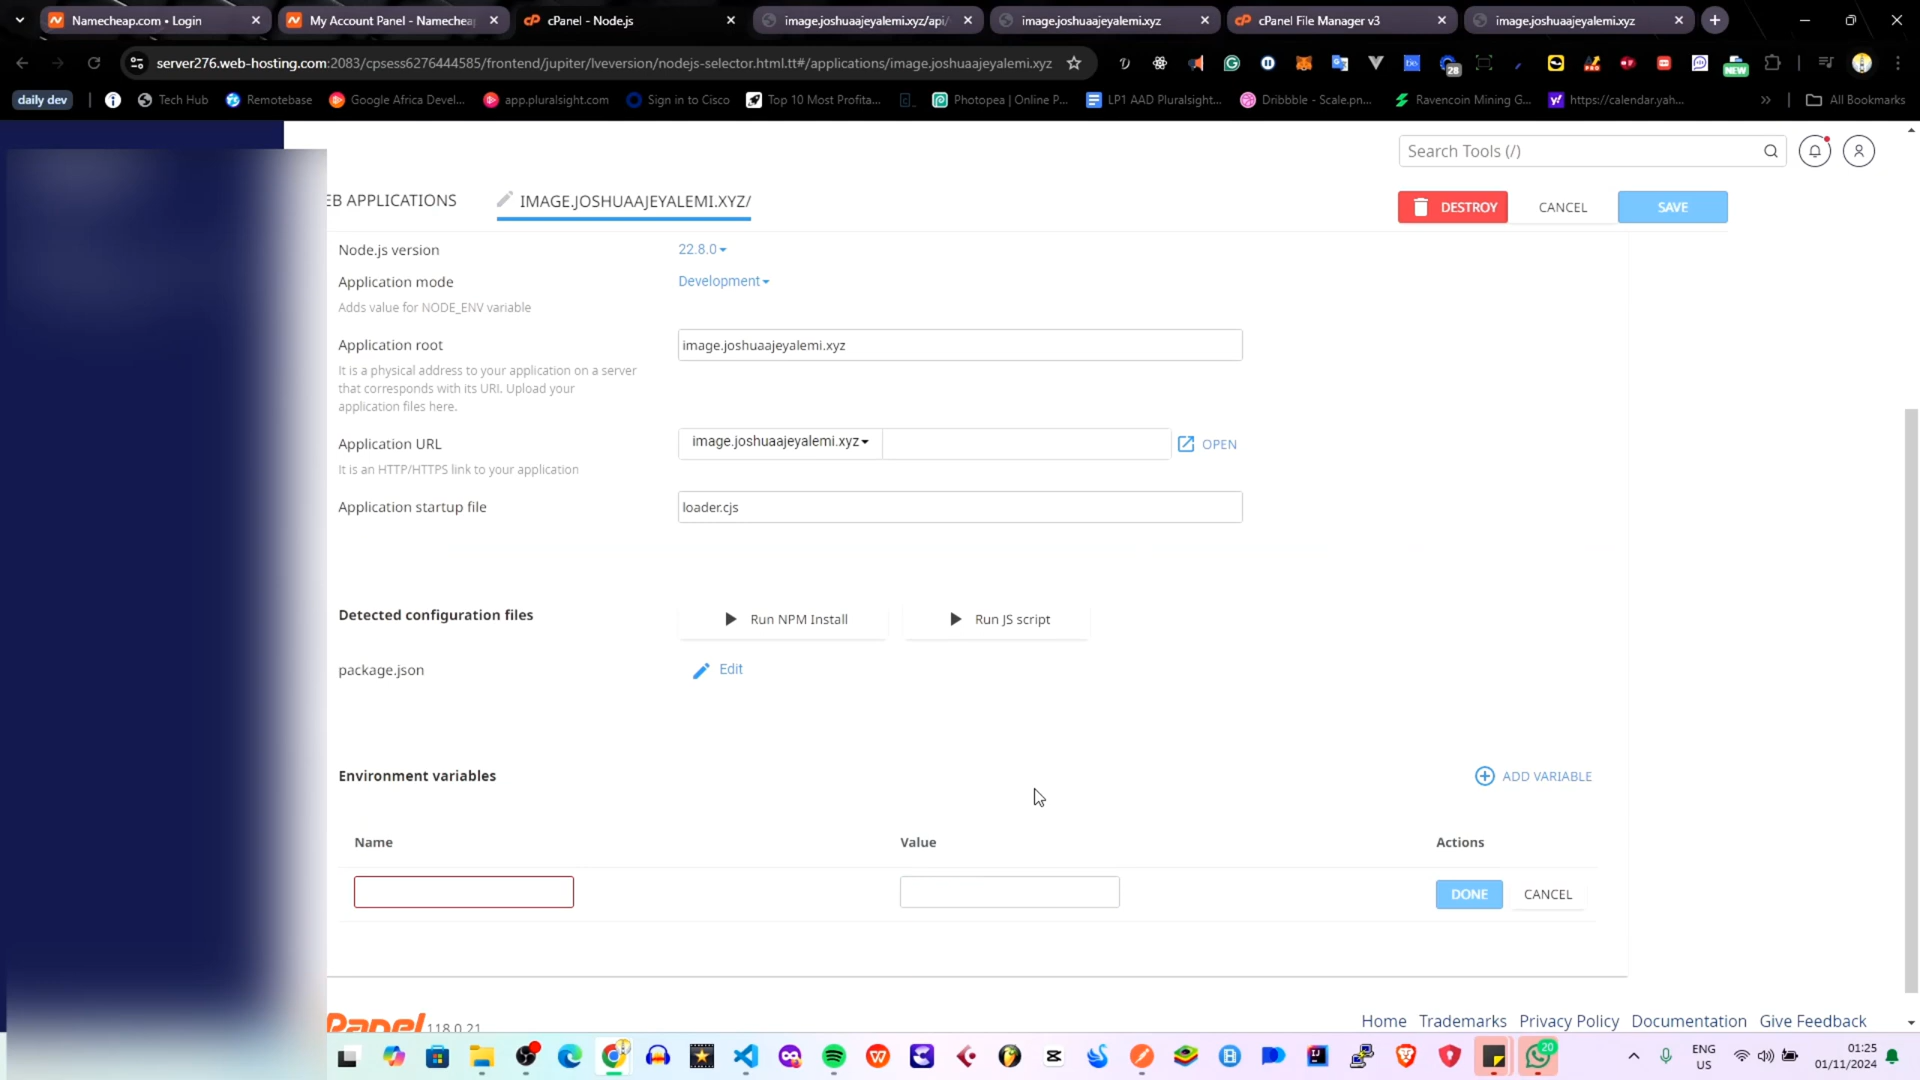 Namecheap.com • Login
My Account Panel - Namecheap
cPanel - Node.js
image.joshuaajeyalemi.xyz/api/
image.joshuaajeyalemi.xyz
cPanel File Manager v3
image.joshuaajeyalemi.xyz
server276.web-hosting.com:2083/cpsess6276444585/frontend/jupiter/lveversion/nodejs-selector.html.tt#/applications/image.joshuaajeyalemi.xyz
28
NEW
daily dev
Tech Hub
Remotebase
Google Africa Devel...
app.pluralsight.com
Sign in to Cisco
Top 10 Most Profita...
Photopea | Online P...
LP1 AAD Pluralsight...
Dribbble - Scale.pn...
Ravencoin Mining G...
https://calendar.yah...
All Bookmarks
Search Tools (/)
EB APPLICATIONS
IMAGE.JOSHUAAJEYALEMI.XYZ/
DESTROY
CANCEL
SAVE
Node.js version
22.8.0
Application mode
Development
Adds value for NODE_ENV variable
Application root
image.joshuaajeyalemi.xyz
It is a physical address to your application on a server
that corresponds with its URI. Upload your
application files here.
Application URL
image.joshuaajeyalemi.xyz
OPEN
It is an HTTP/HTTPS link to your application
Application startup file
loader.cjs
Detected configuration files
Run NPM Install
Run JS script
package.json
Edit
Environment variables
ADD VARIABLE
Name
Value
Actions
DONE
CANCEL
Panel 118.0.21
Home
Trademarks
Privacy Policy
Documentation
Give Feedback
20
ENG
US
01:25
01/11/2024